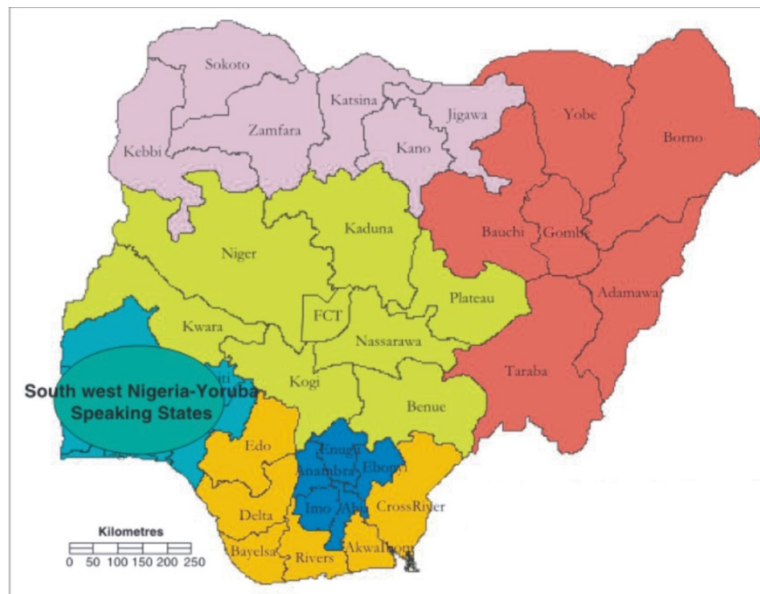 Sokoto
Katsina
Jigawa
Yobe
Borno
Zamfara
Kebbi
Kano
Kaduna
Bauchi
Gomb
Niger
Adamawa
Plateau
FCT
Kwara
Nassarawa
Taraba
Kogi
South west Nigeria-Yoruba
Speaking States
Benue
Edo
Enugu
Anambra
Ebonyi
Imo
CrossRiver
Delta
Bayelsa
Rivers
AkwaIbom
Kilometres
0 50 100 150 200 250